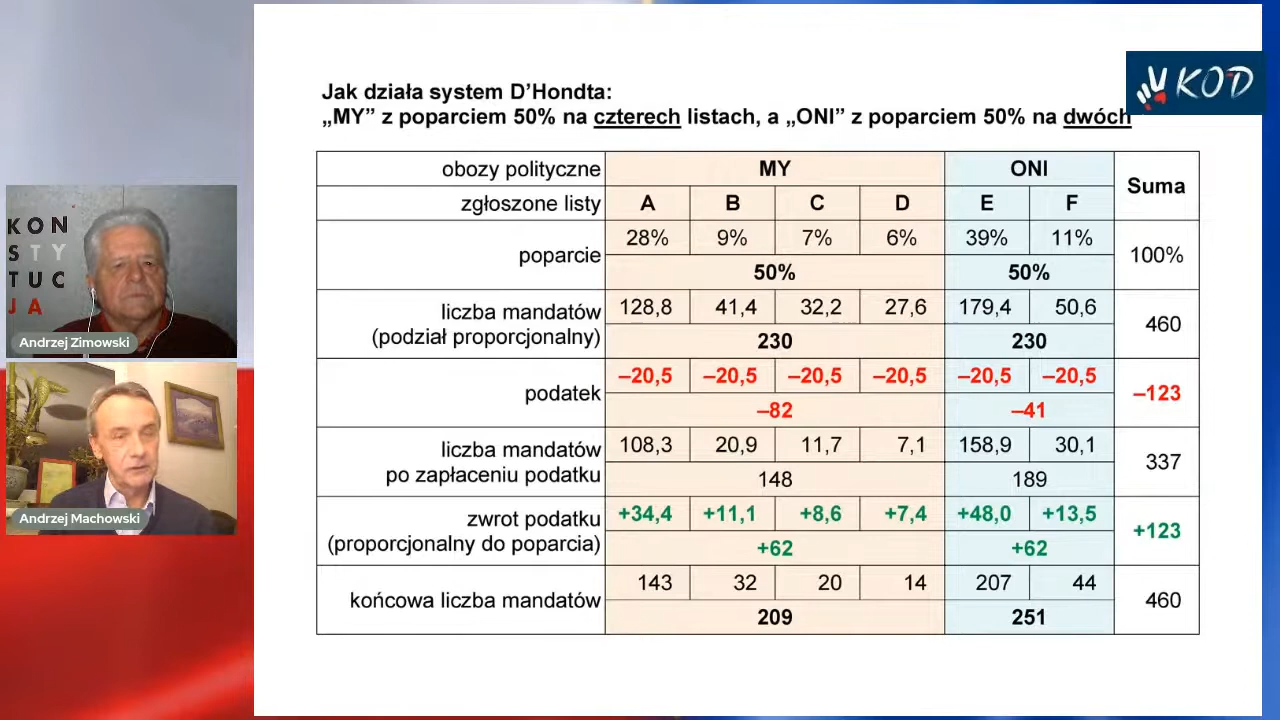 Jak działa system D’Hondta:
„MY” z poparciem 50% na czterech listach, a „ONI” z poparciem 50% na dwóch
KOD
obozy polityczne MY ONI Suma
zgłoszone listy A B C D E F
poparcie 28% 9% 7% 6% 39% 11% 100%
50% 50%
liczba mandatów (podział proporcjonalny) 128,8 41,4 32,2 27,6 179,4 50,6 460
230 230
podatek –20,5 –20,5 –20,5 –20,5 –20,5 –20,5 –123
–82 –41
liczba mandatów po zapłaceniu podatku 108,3 20,9 11,7 7,1 158,9 30,1 337
148 189
zwrot podatku (proporcjonalny do poparcia) +34,4 +11,1 +8,6 +7,4 +48,0 +13,5 +123
+62 +62
końcowa liczba mandatów 143 32 20 14 207 44 460
209 251
KON
STY
TUC
JA
Andrzej Zimowski
Andrzej Machowski